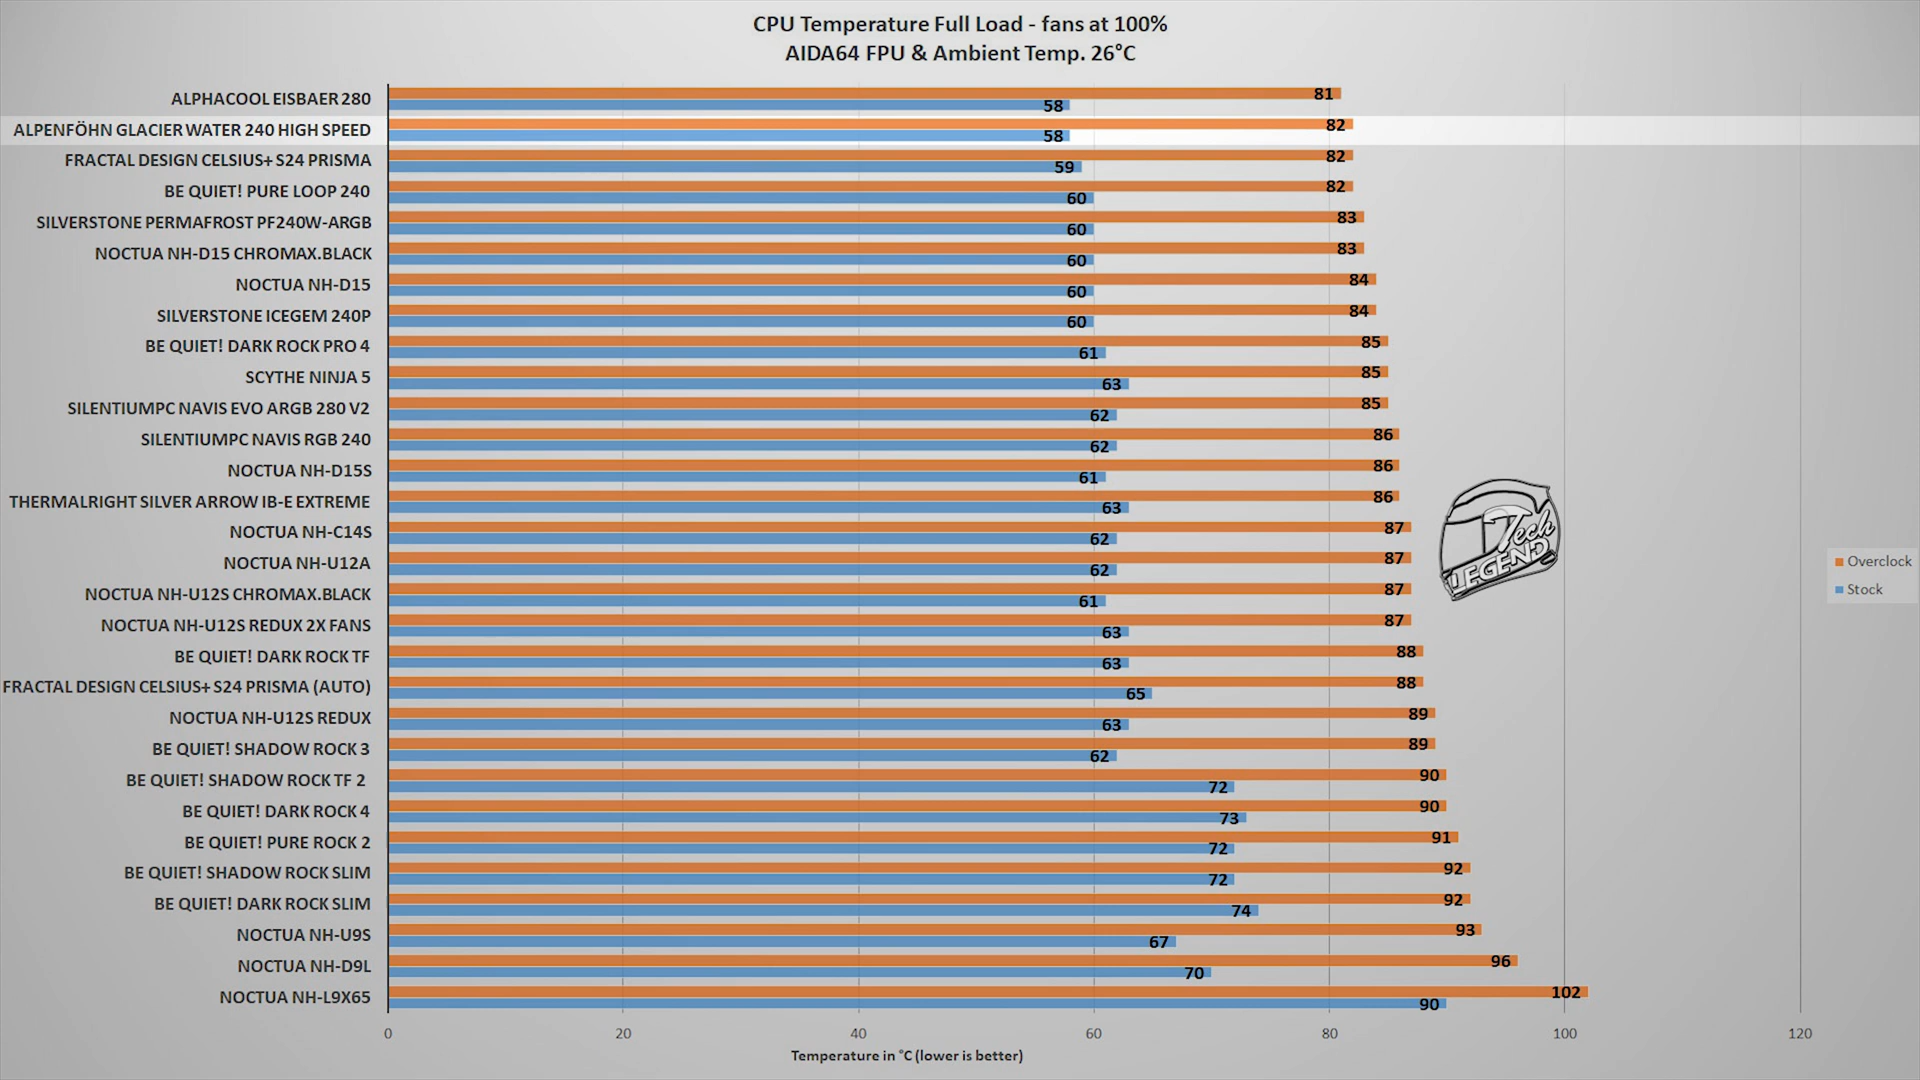 CPU Temperature Full Load - fans at 100%
AIDA64 FPU & Ambient Temp. 26°C
ALPHACOOL EISBAER 280 81 58
ALPENFÖHN GLACIER WATER 240 HIGH SPEED 82 58
FRACTAL DESIGN CELSIUS+ S24 PRISMA 82 59
BE QUIET! PURE LOOP 240 82 60
SILVERSTONE PERMAFROST PF240W-ARGB 83 60
NOCTUA NH-D15 CHROMAX.BLACK 83 60
NOCTUA NH-D15 84 60
SILVERSTONE ICEGEM 240P 84 60
BE QUIET! DARK ROCK PRO 4 85 61
SCYTHE NINJA 5 85 63
SILENTIUMPC NAVIS EVO ARGB 280 V2 85 62
SILENTIUMPC NAVIS RGB 240 86 62
NOCTUA NH-D15S 86 61
THERMALRIGHT SILVER ARROW IB-E EXTREME 86 63
NOCTUA NH-C14S 87 62
NOCTUA NH-U12A 87 62
NOCTUA NH-U12S CHROMAX.BLACK 87 61
NOCTUA NH-U12S REDUX 2X FANS 87 63
BE QUIET! DARK ROCK TF 88 63
FRACTAL DESIGN CELSIUS+ S24 PRISMA (AUTO) 88 65
NOCTUA NH-U12S REDUX 89 63
BE QUIET! SHADOW ROCK 3 89 62
BE QUIET! SHADOW ROCK TF 2 90 72
BE QUIET! DARK ROCK 4 90 73
BE QUIET! PURE ROCK 2 91 72
BE QUIET! SHADOW ROCK SLIM 92 72
BE QUIET! DARK ROCK SLIM 92 74
NOCTUA NH-U9S 93 67
NOCTUA NH-D9L 96 70
NOCTUA NH-L9X65 102 90
0 20 40 60 80 100 120
Temperature in °C (lower is better)
Tech
LEGEND
Overclock
Stock